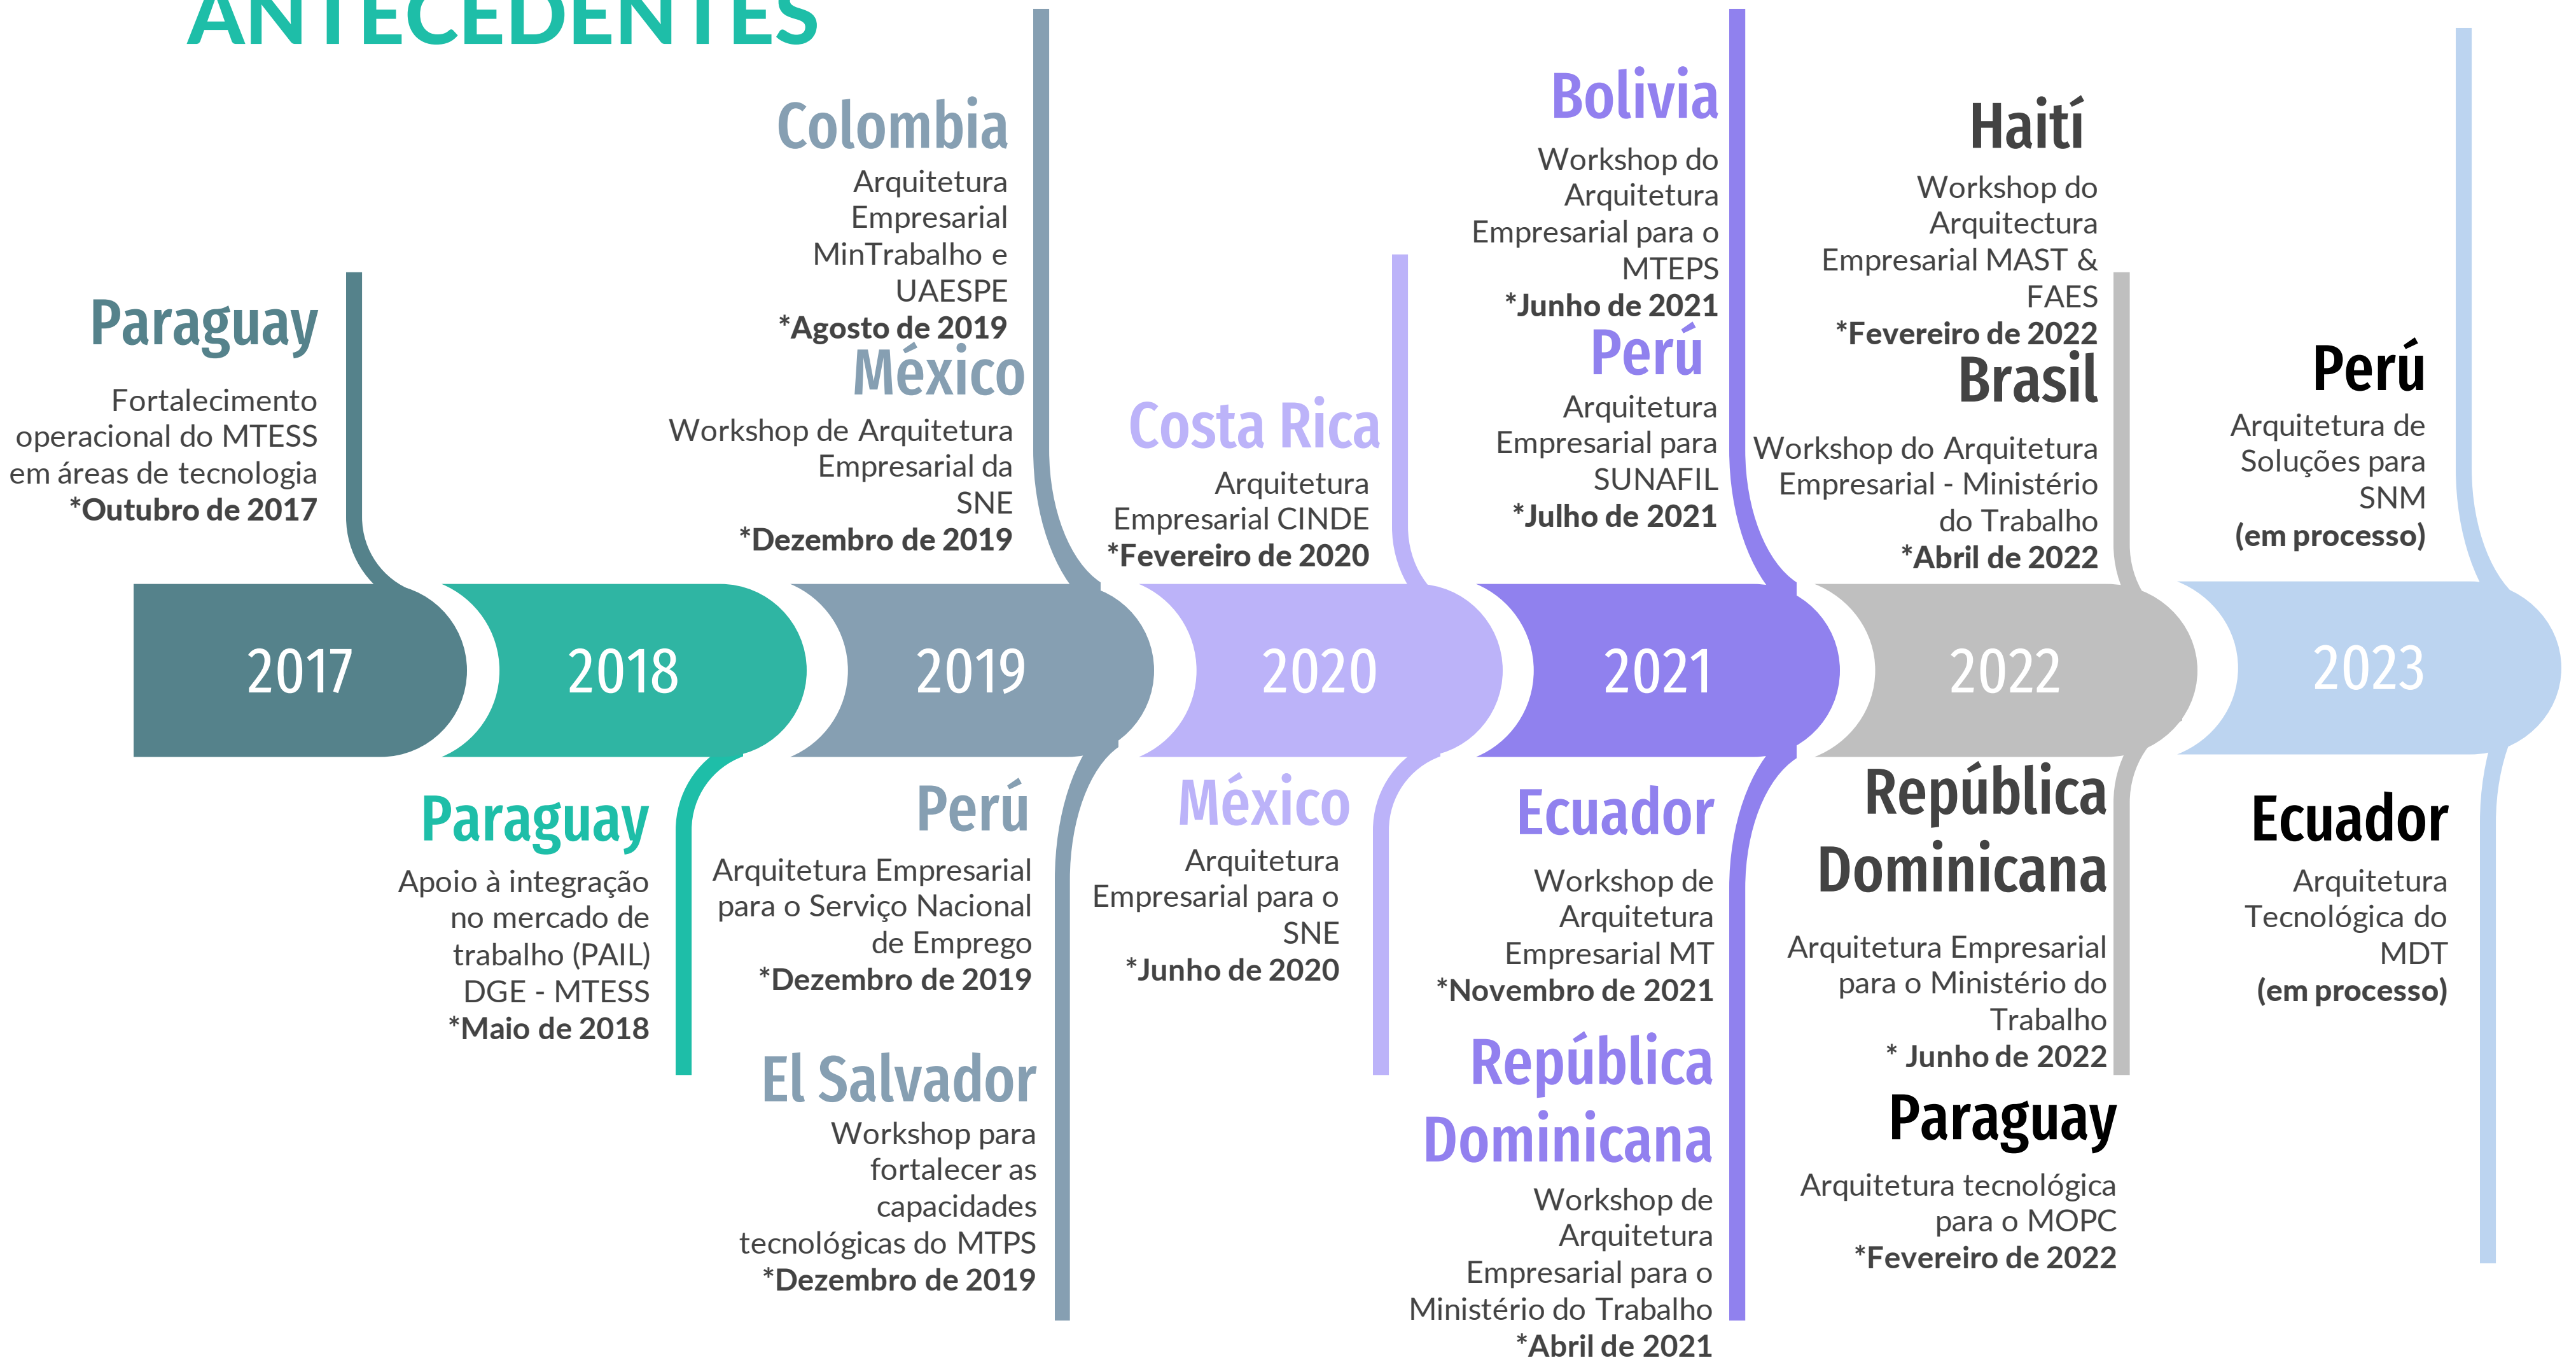 ANTECEDENTES
Paraguay
Fortalecimento
operacional do MTESS
em áreas de tecnologia
*Outubro de 2017
Colombia
Arquitetura
Empresarial
MinTrabalho e
UAESPE
*Agosto de 2019
México
Workshop de Arquitetura
Empresarial da
SNE
*Dezembro de 2019
Costa Rica
Arquitetura
Empresarial CINDE
*Fevereiro de 2020
Bolivia
Workshop do
Arquitetura
Empresarial para o
MTEPS
*Junho de 2021
Perú
Arquitetura
Empresarial para
SUNAFIL
*Julho de 2021
Haití
Workshop do
Arquitectura
Empresarial MAST &
FAES
*Fevereiro de 2022
Brasil
Workshop do Arquitetura
Empresarial - Ministério
do Trabalho
*Abril de 2022
Perú
Arquitetura de
Soluções para
SNM
(em processo)
2017
2018
2019
2020
2021
2022
2023
Paraguay
Apoio à integração
no mercado de
trabalho (PAIL)
DGE - MTESS
*Maio de 2018
Perú
Arquitetura Empresarial
para o Serviço Nacional
de Emprego
*Dezembro de 2019
El Salvador
Workshop para
fortalecer as
capacidades
tecnológicas do MTPS
*Dezembro de 2019
México
Arquitetura
Empresarial para o
SNE
*Junho de 2020
Ecuador
Workshop de
Arquitetura
Empresarial MT
*Novembro de 2021
República
Dominicana
Workshop de
Arquitetura
Empresarial para o
Ministério do Trabalho
*Abril de 2021
República
Dominicana
Arquitetura Empresarial
para o Ministério do
Trabalho
* Junho de 2022
Paraguay
Arquitetura tecnológica
para o MOPC
*Fevereiro de 2022
Ecuador
Arquitetura
Tecnológica do
MDT
(em processo)